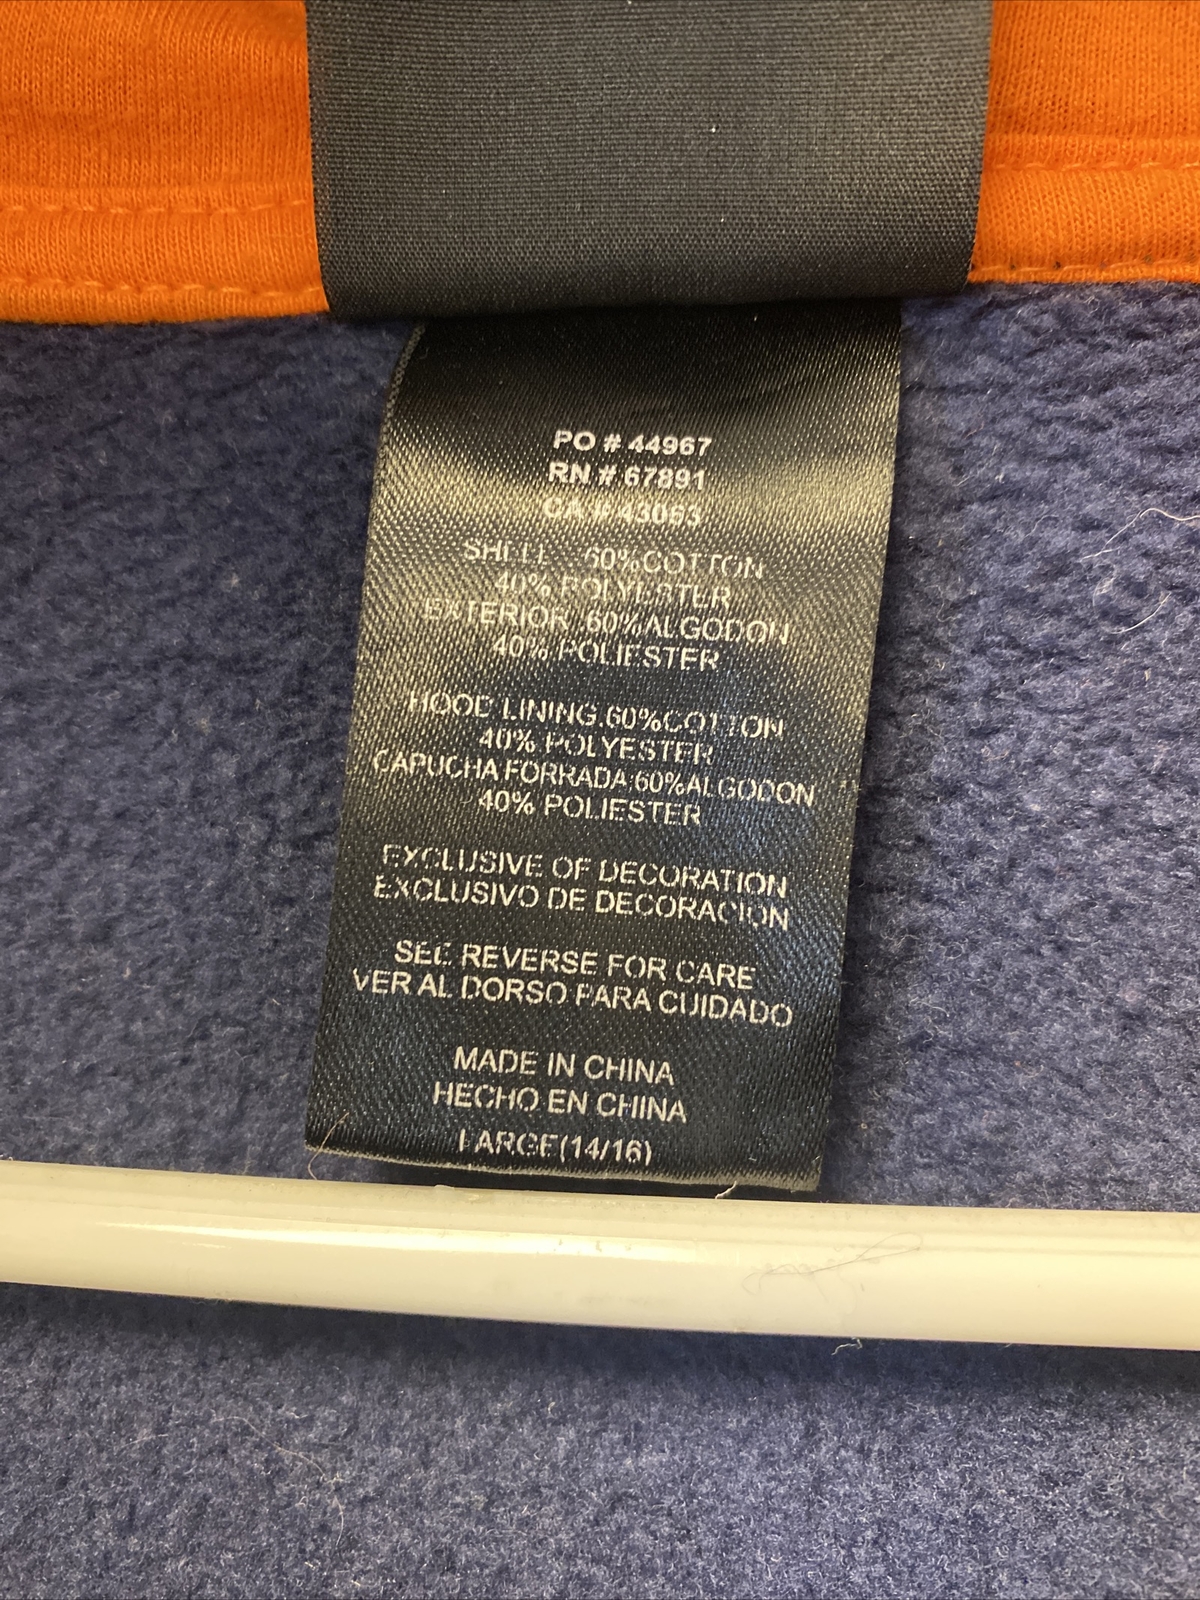 PO # 44967
RN # 67891
CA # 43063
SHELL 60%COTTON
40% POLYESTER
EXTERIOR: 60%ALGODON
40% POLIESTER
HOOD LINING:60%COTTON
40% POLYESTER
CAPUCHA FORRADA:60%ALGODON
40% POLIESTER
EXCLUSIVE OF DECORATION
EXCLUSIVO DE DECORACION
SEE REVERSE FOR CARE
VER AL DORSO PARA CUIDADO
MADE IN CHINA
HECHO EN CHINA
LARGE(14/16)